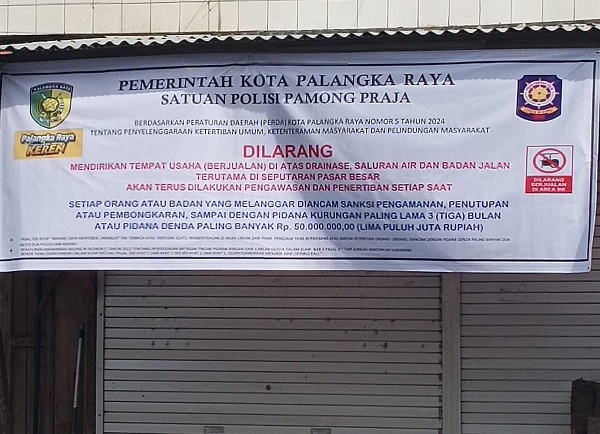 PEMERINTAH KOTA PALANGKA RAYA
SATUAN POLISI PAMONG PRAJA
PALANGKA RAYA
Palangka Raya
KEREN
BERDASARKAN PERATURAN DAERAH (PERDA) KOTA PALANGKA RAYA NOMOR 5 TAHUN 2024
TENTANG PENYELENGGARAAN KETERTIBAN UMUM, KETENTERAMAN MASYARAKAT DAN PELINDUNGAN MASYARAKAT
DILARANG
MENDIRIKAN TEMPAT USAHA (BERJUALAN) DI ATAS DRAINASE, SALURAN AIR DAN BADAN JALAN
TERUTAMA DI SEPUTARAN PASAR BESAR
AKAN TERUS DILAKUKAN PENGAWASAN DAN PENERTIBAN SETIAP SAAT
DILARANG
BERJUALAN
DI AREA INI
SETIAP ORANG ATAU BADAN YANG MELANGGAR DIANCAM SANKSI PENGAMANAN, PENUTUPAN
ATAU PEMBONGKARAN, SAMPAI DENGAN PIDANA KURUNGAN PALING LAMA 3 (TIGA) BULAN
ATAU PIDANA DENDA PALING BANYAK Rp. 50.000.000,00 (LIMA PULUH JUTA RUPIAH)